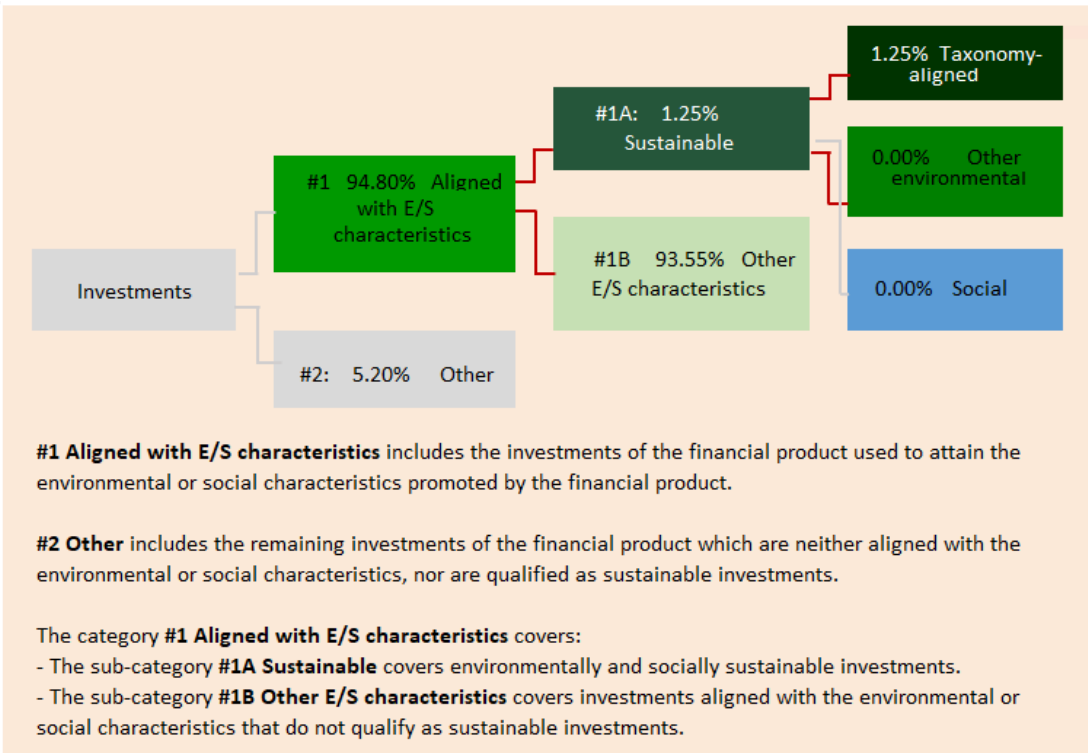 Investments
#1 94.80% Aligned
with E/S
characteristics
#2: 5.20% Other
#1A: 1.25%
Sustainable
#1B 93.55% Other
E/S characteristics
1.25% Taxonomy-
aligned
0.00% Other
environmental
0.00% Social
#1 Aligned with E/S characteristics includes the investments of the financial product used to attain the
environmental or social characteristics promoted by the financial product.
#2 Other includes the remaining investments of the financial product which are neither aligned with the
environmental or social characteristics, nor are qualified as sustainable investments.
The category #1 Aligned with E/S characteristics covers:
- The sub-category #1A Sustainable covers environmentally and socially sustainable investments.
- The sub-category #1B Other E/S characteristics covers investments aligned with the environmental or
social characteristics that do not qualify as sustainable investments.